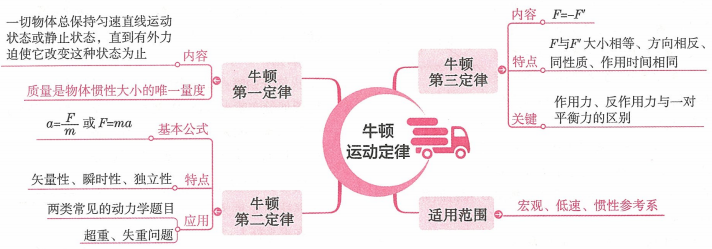 一切物体总保持匀速直线运动
状态或静止状态，直到有外力
迫使它改变这种状态为止
内容
质量是物体惯性大小的唯一量度
牛顿
第一定律
a=F/m 或 F=ma
基本公式
矢量性、瞬时性、独立性
特点
两类常见的动力学题目
应用
超重、失重问题
牛顿
第二定律
牛顿
运动定律
牛顿
第三定律
内容
F=-F′
特点
F与F′大小相等、方向相反、
同性质、作用时间相同
关键
作用力、反作用力与一对
平衡力的区别
适用范围
宏观、低速、惯性参考系